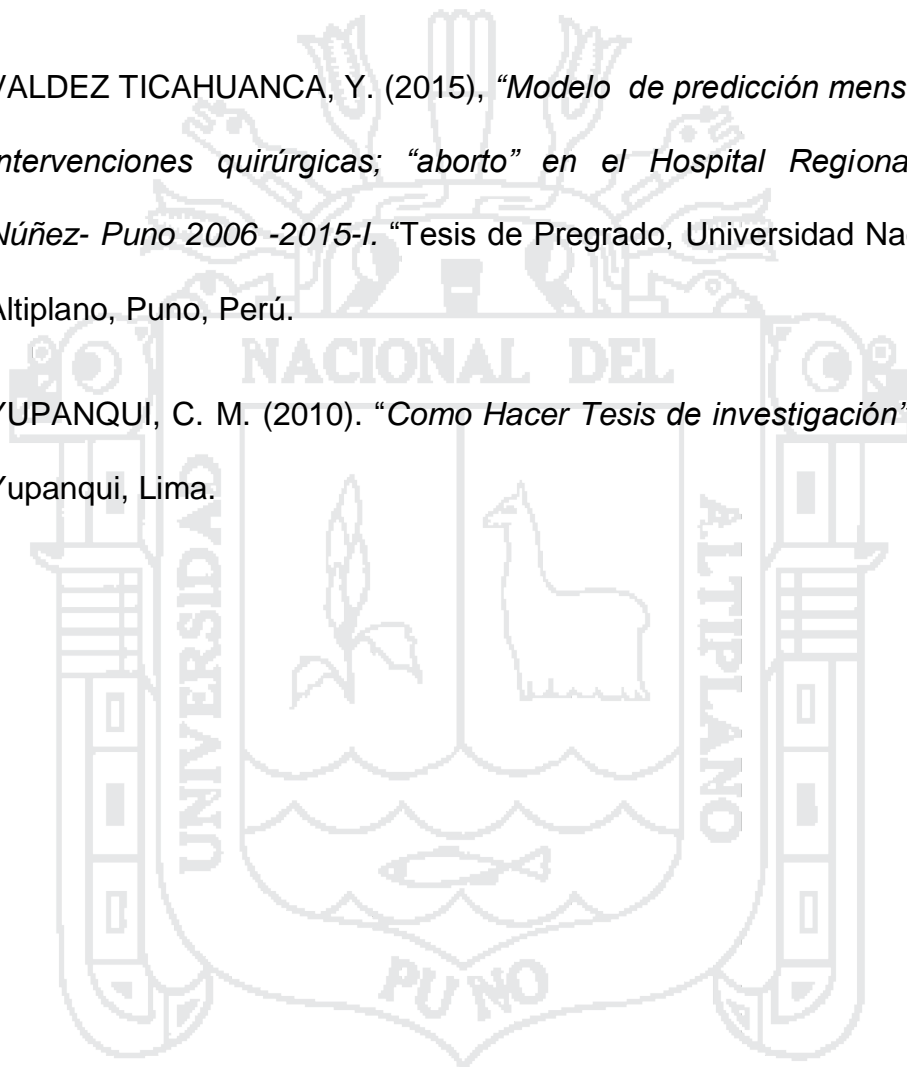 VALDEZ TICAHUANCA, Y. (2015), “Modelo de predicción mens
intervenciones quirúrgicas; “aborto” en el Hospital Regiona
Núñez- Puno 2006 -2015-I. “Tesis de Pregrado, Universidad Na
Altiplano, Puno, Perú.
YUPANQUI, C. M. (2010). “Como Hacer Tesis de investigación”
Yupanqui, Lima.
NACIONAL DEL
UNIVERSIDAD
ALTIPLANO
PUNO